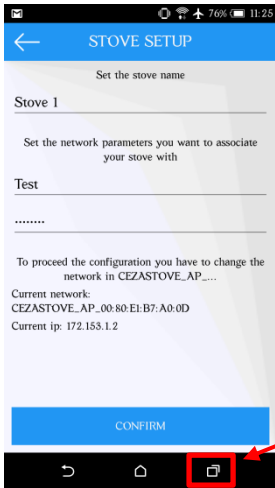 76% 11:25
STOVE SETUP
Set the stove name
Stove 1
Set the network parameters you want to associate
your stove with
Test
........
To proceed the configuration you have to change the
network in CEZASTOVE_AP_...
Current network:
CEZASTOVE_AP_00:80:E1:B7:A0:0D
Current ip: 172.153.1.2
CONFIRM